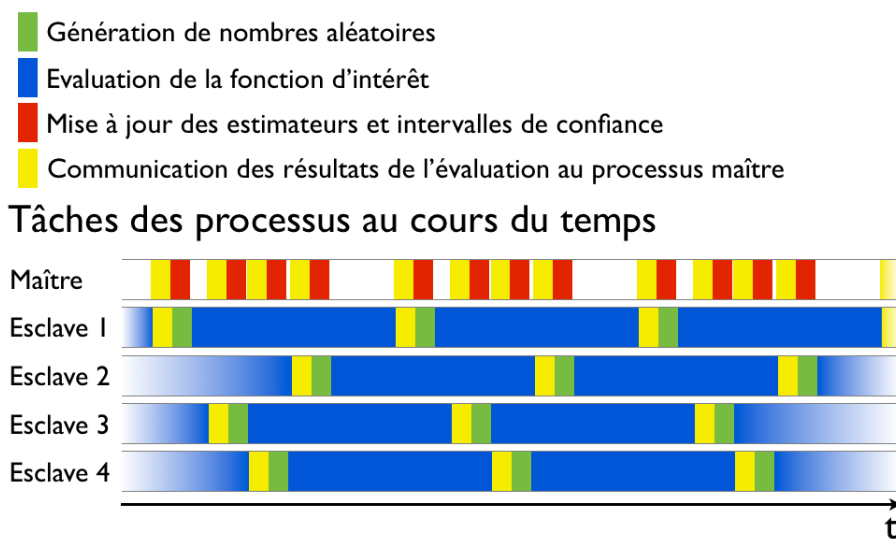 Génération de nombres aléatoires
Evaluation de la fonction d’intérêt
Mise à jour des estimateurs et intervalles de confiance
Communication des résultats de l’évaluation au processus maître
Tâches des processus au cours du temps
Maître
Esclave 1
Esclave 2
Esclave 3
Esclave 4
t